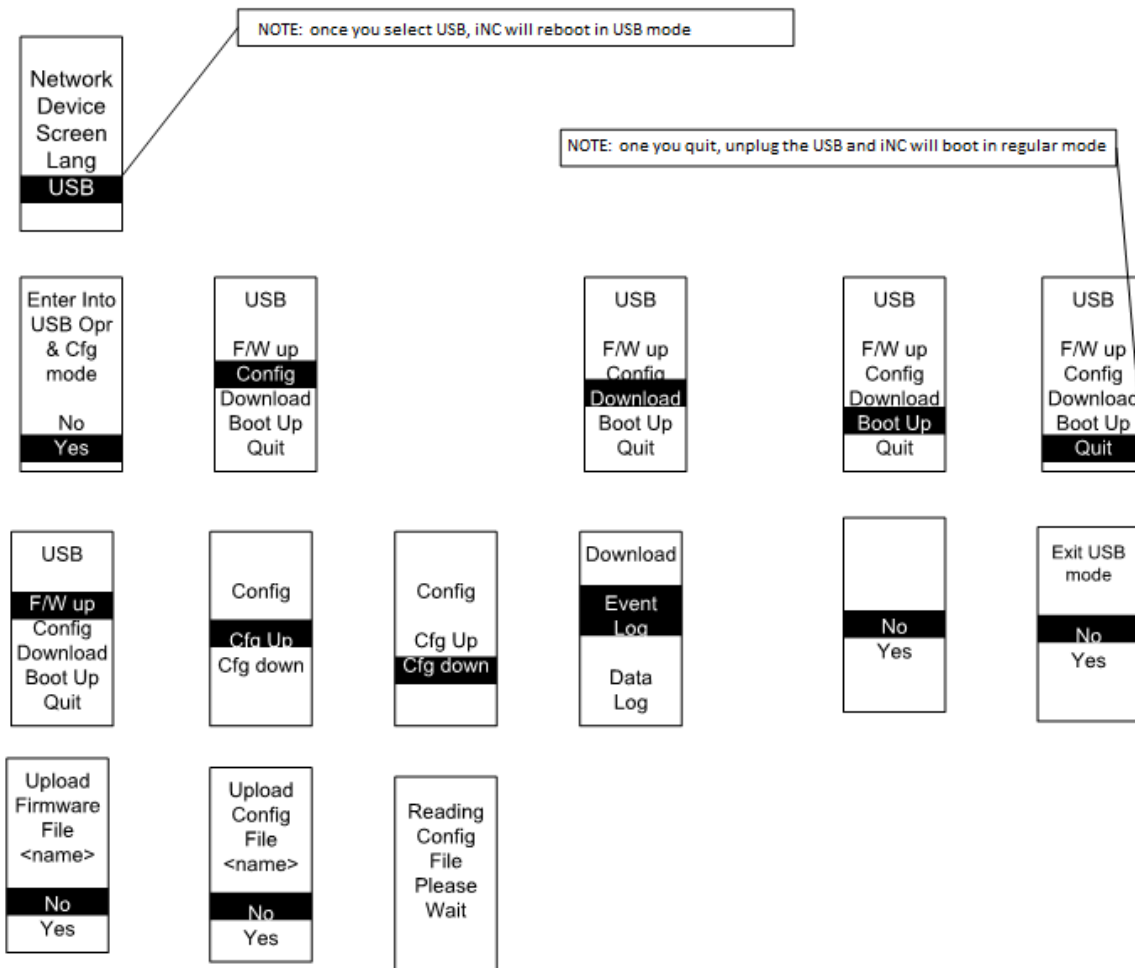 NOTE: once you select USB, iNC will reboot in USB mode
Network
Device
Screen
Lang
USB
NOTE: one you quit, unplug the USB and iNC will boot in regular mode
Enter Into
USB Opr
& Cfg
mode
No
Yes
USB
F/W up
Config
Download
Boot Up
Quit
USB
F/W up
Config
Download
Boot Up
Quit
USB
F/W up
Config
Download
Boot Up
Quit
USB
F/W up
Config
Download
Boot Up
Quit
USB
F/W up
Config
Download
Boot Up
Quit
Config
Cfg Up
Cfg down
Config
Cfg Up
Cfg down
Download
Event
Log
Data
Log
No
Yes
Exit USB
mode
No
Yes
Upload
Firmware
File
<name>
No
Yes
Upload
Config
File
<name>
No
Yes
Reading
Config
File
Please
Wait